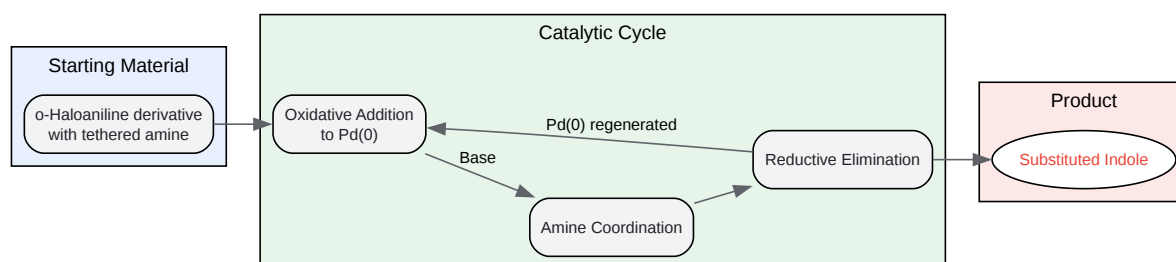 Starting Material
o-Haloaniline derivative
with tethered amine
Catalytic Cycle
Oxidative Addition
to Pd(0)
Base
Amine Coordination
Pd(0) regenerated
Reductive Elimination
Product
Substituted Indole